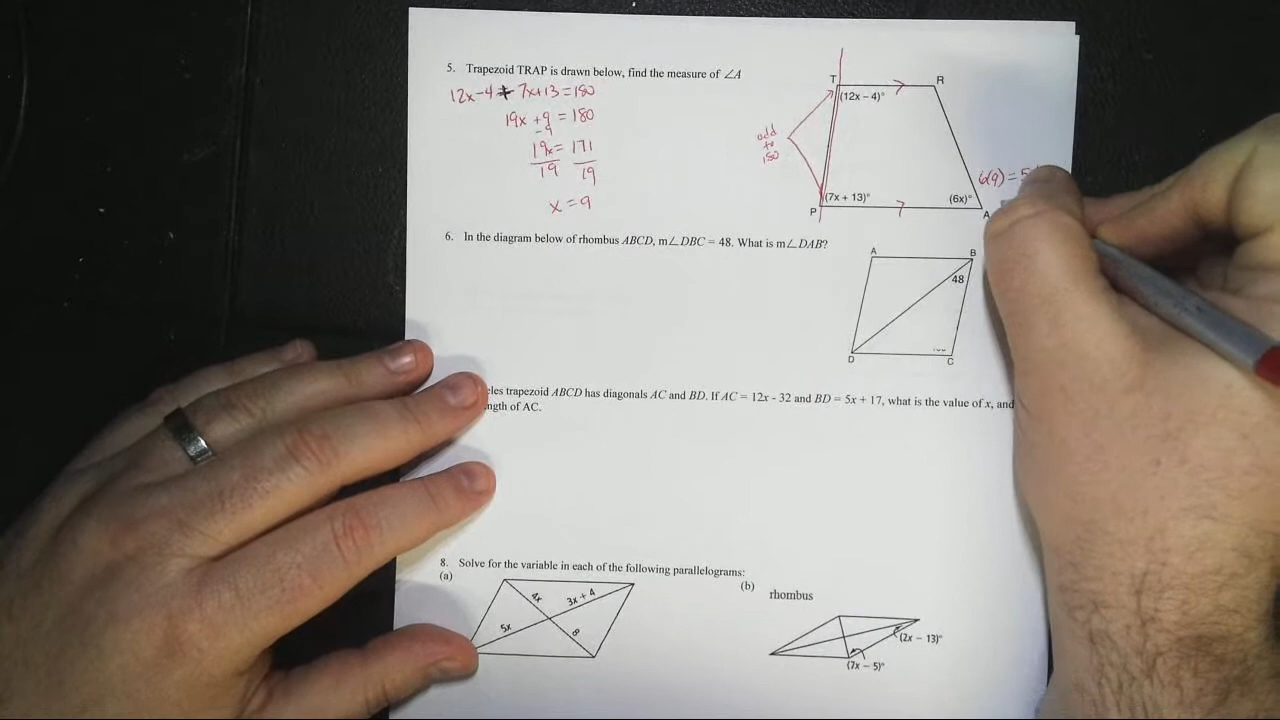 5. Trapezoid TRAP is drawn below, find the measure of ∠A
12x-4+7x+13=180
19x+9=180
-9
19x=171
19 19
x=9
T
R
(12x – 4)°
add
to
180
6(9)=5
(7x + 13)°
(6x)°
P
A
6. In the diagram below of rhombus ABCD, m∠DBC = 48. What is m∠DAB?
A
B
48
D
C
trapezoid ABCD has diagonals AC and BD. If AC = 12x - 32 and BD = 5x + 17, what is the value of x, and
of AC.
8. Solve for the variable in each of the following parallelograms:
(a)
(b)
rhombus
4x
3x + 4
5x
8
(2x – 13)°
(7x – 5)°